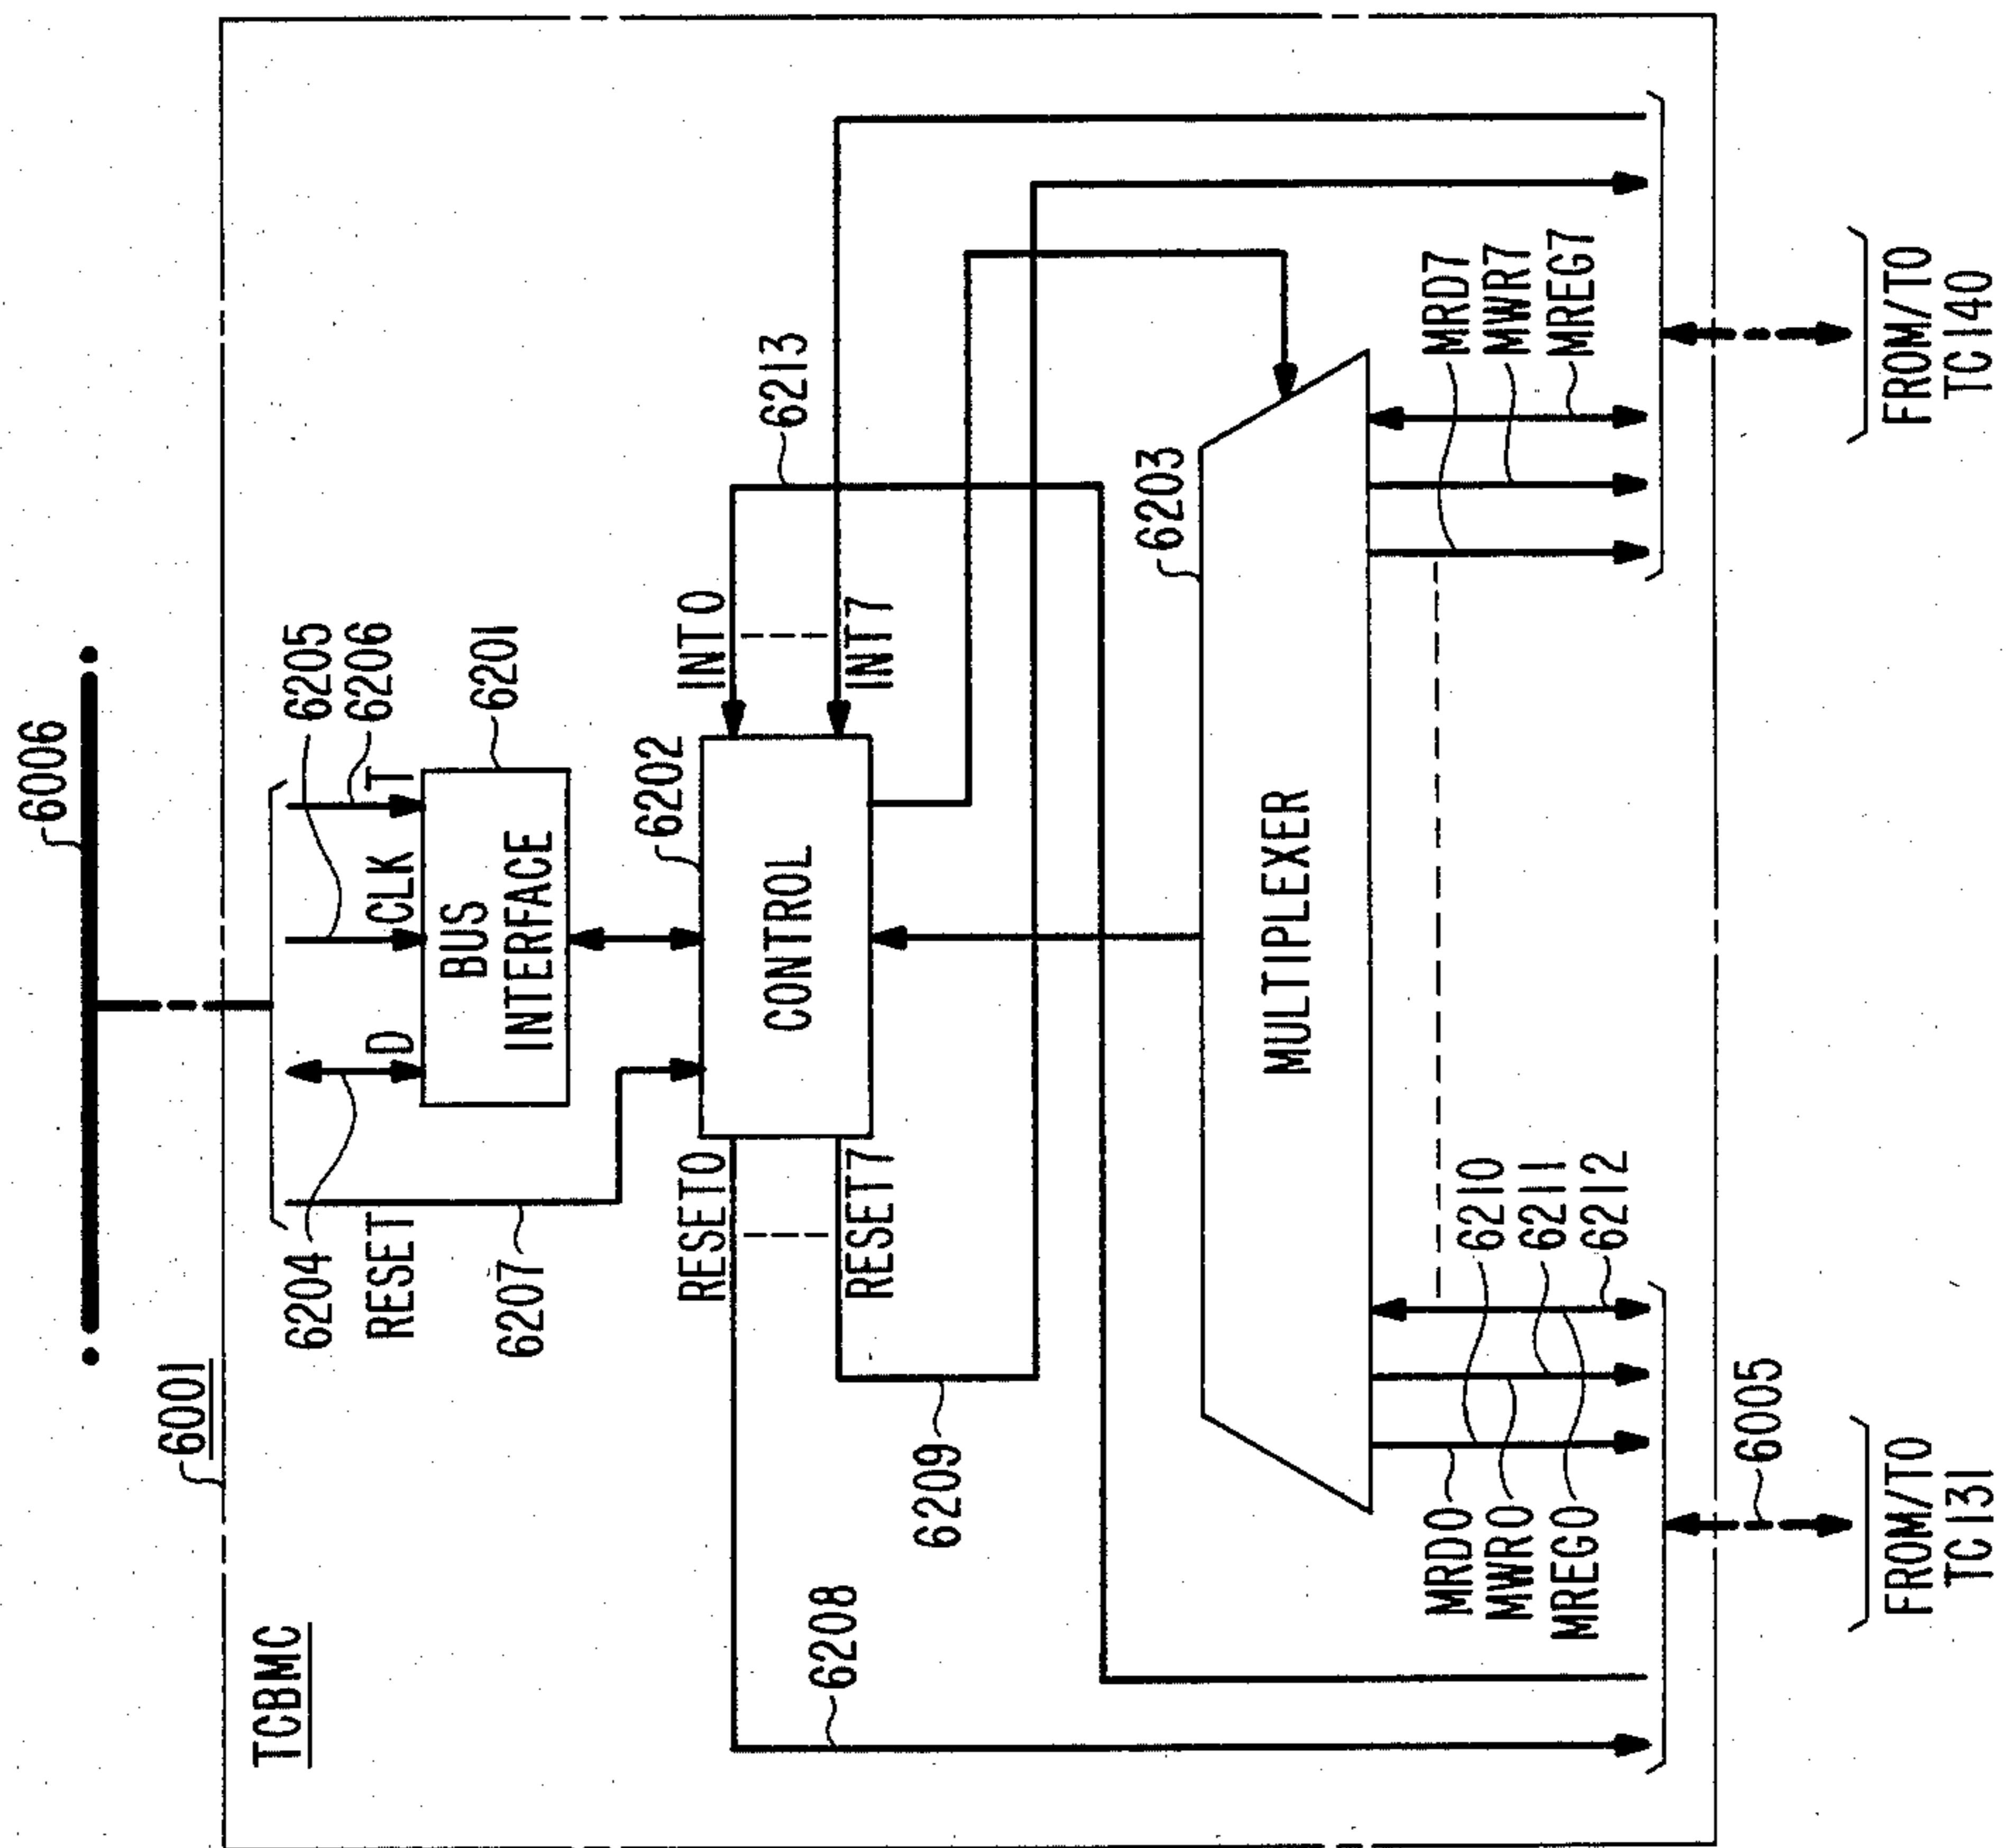 6006
6001
TCBMC
6204
6205
6206
RESET
D
CLK
T
BUS
INTERFACE
6201
6207
6202
RESET0
INT0
CONTROL
6213
6208
RESET7
INT7
6209
6203
MULTIPLEXER
MRD0
6210
MRD7
MWR0
6211
MWR7
MREG0
6212
MREG7
6005
FROM/TO
TC131
FROM/TO
TC140